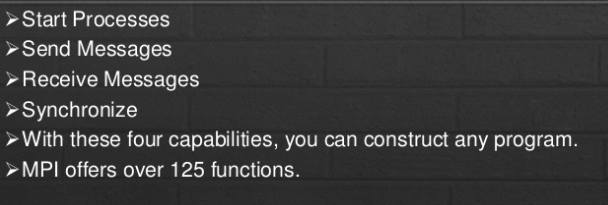 ➢Start Processes
➢Send Messages
➢Receive Messages
➢Synchronize
➢With these four capabilities, you can construct any program.
➢MPI offers over 125 functions.